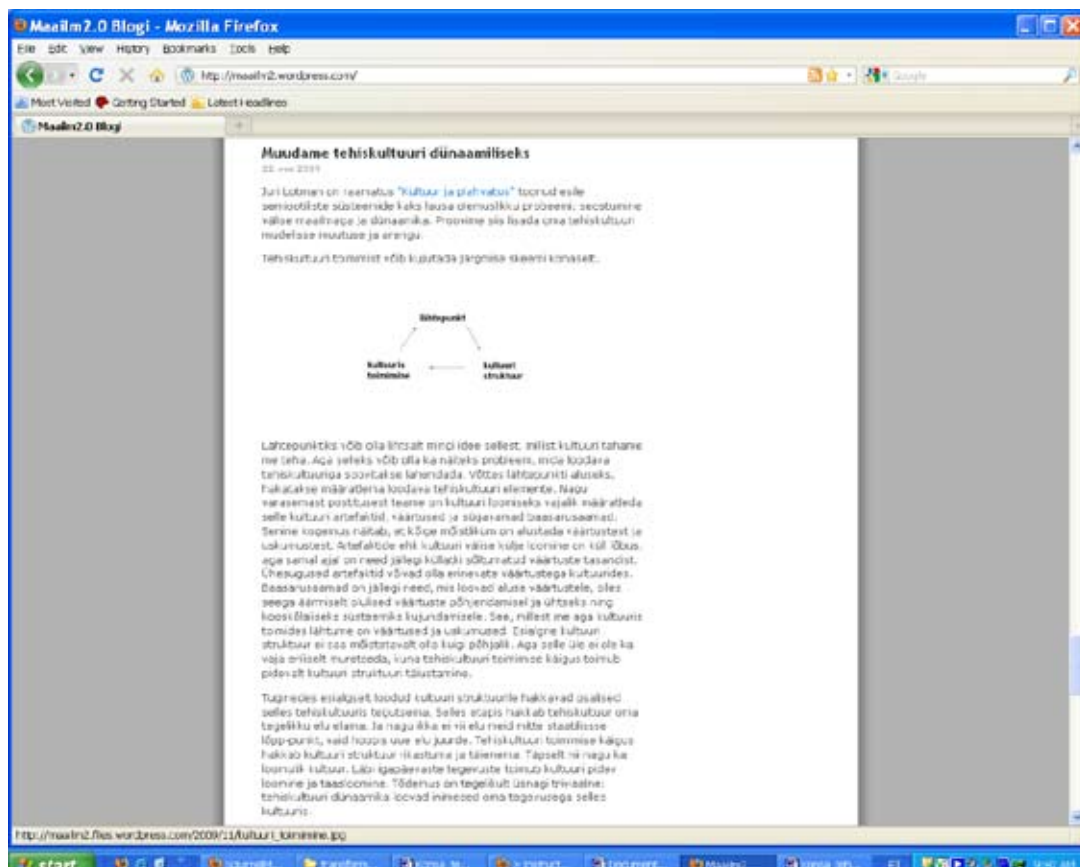 Maailm2.0 Blogi - Mozilla Firefox
File Edit View History Bookmarks Tools Help
http://maailm2.wordpress.com/
Google
Most Visited Getting Started Latest Headlines
Maailm2.0 Blogi
Muudame tehiskultuuri dünaamiliseks
2009
Juri Lotman on raamatus "Kultuur ja plahvatus" toonud esile
semiootiliste süsteemide kaks lausa olemuslikku probleemi, seostumine
välise maailmaga ja dünaamika. Proovime siis lisada oma tehiskultuuri
mudelisse muutuse ja arengu.
Tehiskultuuri toimimist võib kujutada järgmise skeemi kohaselt.
lähtepunkt
kultuuris
toimimine
kultuuri
struktuur
Lähtepunktiks võib olla lihtsalt mingi idee sellest, millist kultuuri tahame
me teha. Aga selleks võib olla ka näiteks probleem, mida loodava
tehiskultuuriga soovitakse lahendada. Võttes lähtepunkti aluseks,
hakatakse määratlema loodava tehiskultuuri elemente. Nagu
varasemast postitusest teame on kultuuri loomiseks vajalik määratleda
selle kultuuri artefaktid, väärtused ja sügavamad baasarusaamad.
Senine kogemus näitab, et kõige mõistlikum on alustada väärtustest ja
uskumustest. Artefaktide ehk kultuuri välise külje loomine on küll lõbus,
aga samal ajal on need jällegi küllaltki sõltumatud väärtuste tasandist.
Ühesugused artefaktid võivad olla erinevate väärtustega kultuurides.
Baasarusaamad on jällegi need, mis loovad aluse väärtustele, olles
seega äärmiselt olulised väärtuste põhjendamisel ja ühtseks ning
kooskõlaliseks süsteemiks kujundamisele. See, millest me aga kultuuris
toimides lähtume on väärtused ja uskumused. Esialgne kultuuri
struktuur ei saa mõistetavalt olla kuigi põhjalik. Aga selle üle ei ole ka
vaja eriliselt muretseda, kuna tehiskultuuri toimimise käigus toimub
pidevalt kultuuri struktuuri täiustamine.
Tuginedes esialgselt loodud kultuuri struktuurile hakkavad osalised
selles tehiskultuuris tegutsema. Selles etapis hakkab tehiskultuur oma
tegelikku elu elama. Ja nagu ikka ei vii elu meid mitte staatilisse
lõpp-punkti, vaid hoopis uue elu juurde. Tehiskultuuri toimimise käigus
hakkab kultuuri struktuur rikastuma ja täienema. Täpselt nii nagu ka
loomulik kultuur. Läbi igapäevaste tegevuste toimub kultuuri pidev
loomine ja taasloomine. Tõdemus on tegelikult üsnagi triviaalne:
tehiskultuuri dünaamika loovad inimesed oma tegevusega selles
kultuuris.
http://maailm2.files.wordpress.com/2009/11/kultuuri_toimimine.jpg
start Document ET 9:40 AM